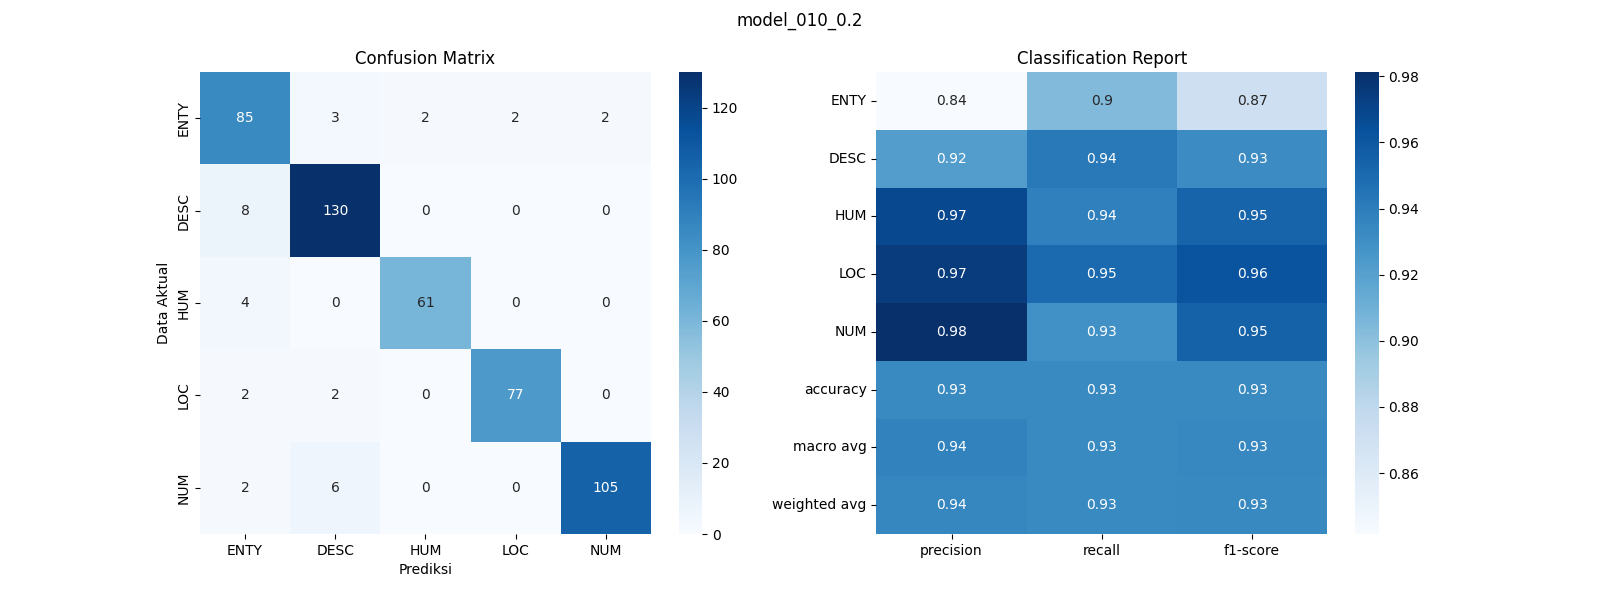 model_010_0.2
Confusion Matrix
Data Aktual
ENTY 85 3 2 2 2
DESC 8 130 0 0 0
HUM 4 0 61 0 0
LOC 2 2 0 77 0
NUM 2 6 0 0 105
ENTY DESC HUM LOC NUM
Prediksi
120
100
80
60
40
20
0
Classification Report
ENTY 0.84 0.9 0.87
DESC 0.92 0.94 0.93
HUM 0.97 0.94 0.95
LOC 0.97 0.95 0.96
NUM 0.98 0.93 0.95
accuracy 0.93 0.93 0.93
macro avg 0.94 0.93 0.93
weighted avg 0.94 0.93 0.93
precision recall f1-score
0.98
0.96
0.94
0.92
0.90
0.88
0.86